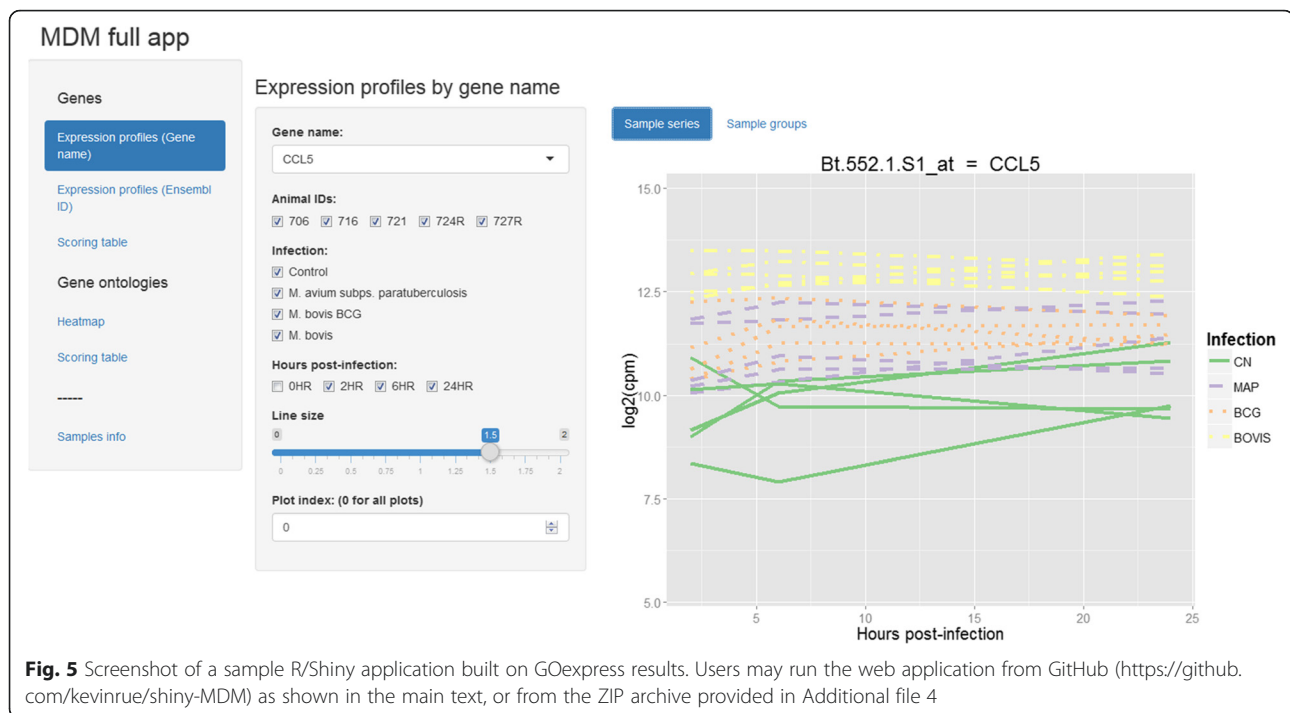 MDM full app
Genes
Expression profiles (Gene
name)
Expression profiles (Ensembl
ID)
Scoring table
Gene ontologies
Heatmap
Scoring table
-----
Samples info
Expression profiles by gene name
Gene name:
CCL5
Animal IDs:
706 716 721 724R 727R
Infection:
Control
M. avium subps. paratuberculosis
M. bovis BCG
M. bovis
Hours post-infection:
0HR 2HR 6HR 24HR
Line size
0 1.5 2
0 0.25 0.5 0.75 1 1.25 1.5 1.75 2
Plot index: (0 for all plots)
0
Sample series Sample groups
Bt.552.1.S1_at = CCL5
15.0
12.5
10.0
7.5
5.0
log2(cpm)
5 10 15 20 25
Hours post-infection
Infection
CN
MAP
BCG
BOVIS
Fig. 5 Screenshot of a sample R/Shiny application built on GOexpress results. Users may run the web application from GitHub (https://github.
com/kevinrue/shiny-MDM) as shown in the main text, or from the ZIP archive provided in Additional file 4